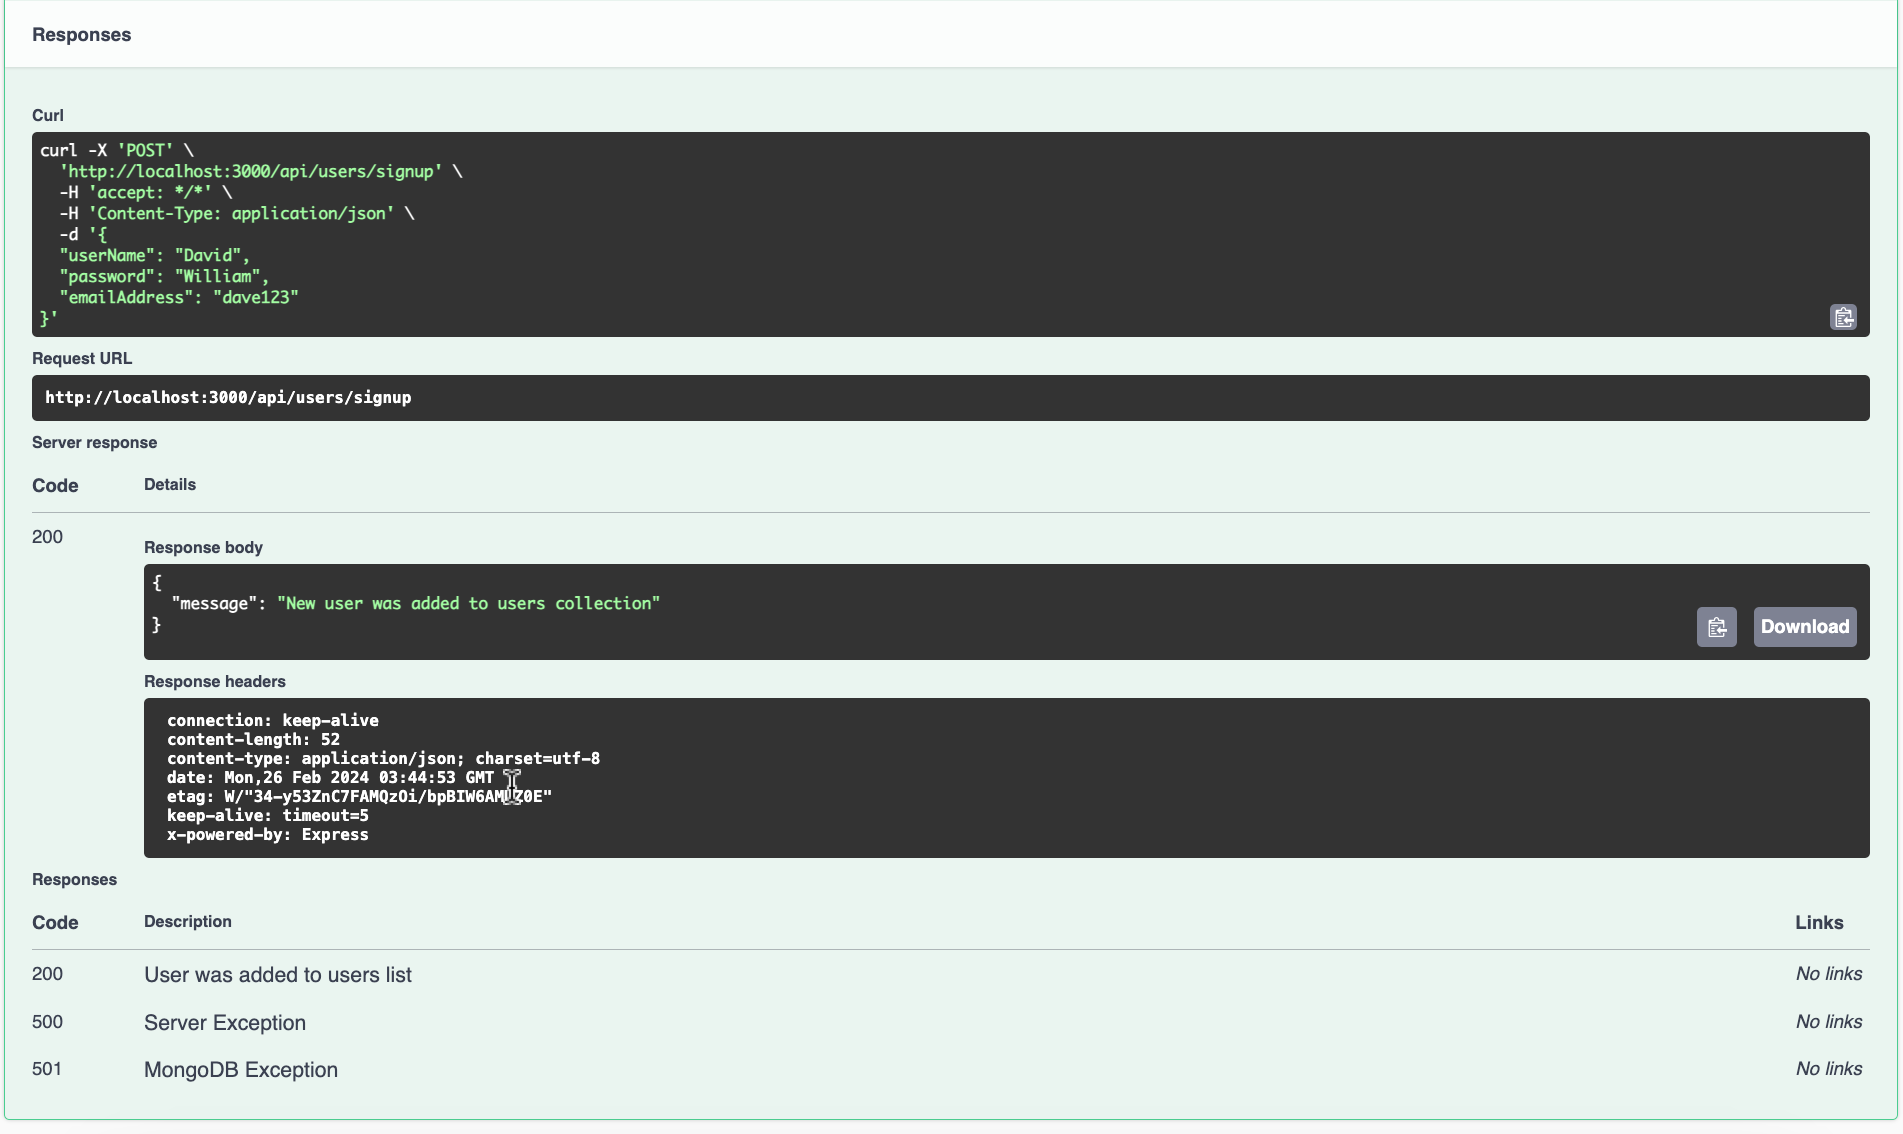 Responses
Curl
curl -X 'POST' \
'http://localhost:3000/api/users/signup' \
-H 'accept: */*' \
-H 'Content-Type: application/json' \
-d '{
"userName": "David",
"password": "William",
"emailAddress": "dave123"
}'
Request URL
http://localhost:3000/api/users/signup
Server response
Code Details
200
Response body
{
"message": "New user was added to users collection"
}
Download
Response headers
connection: keep-alive
content-length: 52
content-type: application/json; charset=utf-8
date: Mon,26 Feb 2024 03:44:53 GMT
etag:
keep-alive: timeout=5
x-powered-by: Express
Responses
Code Description Links
200 User was added to users list No links
500 Server Exception No links
501 MongoDB Exception No links